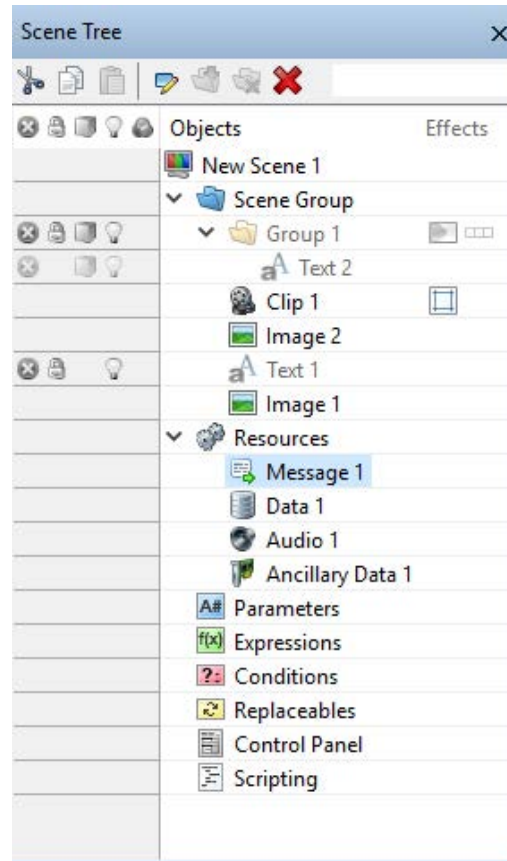 Scene Tree
Objects Effects
New Scene 1
Scene Group
Group 1
Text 2
Clip 1
Image 2
Text 1
Image 1
Resources
Message 1
Data 1
Audio 1
Ancillary Data 1
A# Parameters
f(x) Expressions
?: Conditions
Replaceables
Control Panel
Scripting